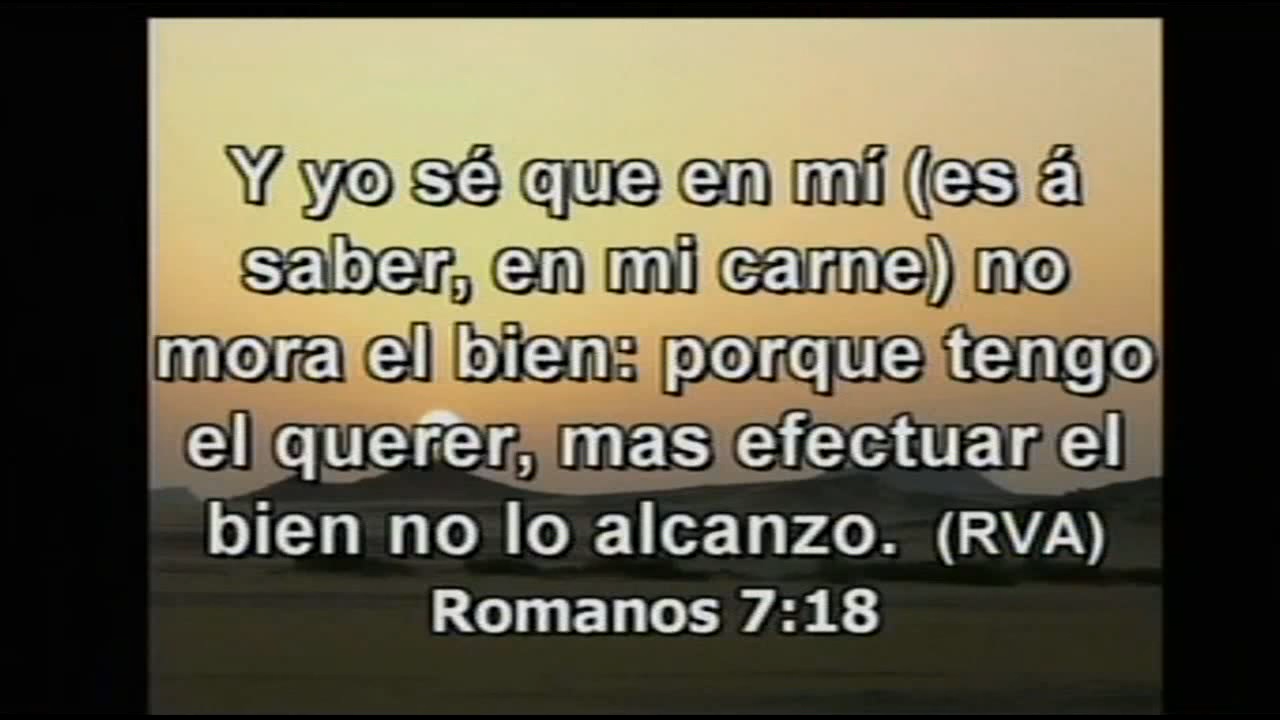 Y yo sé que en mí (es á
saber, en mi carne) no
mora el bien: porque tengo
el querer, mas efectuar el
bien no lo alcanzo. (RVA)
Romanos 7:18